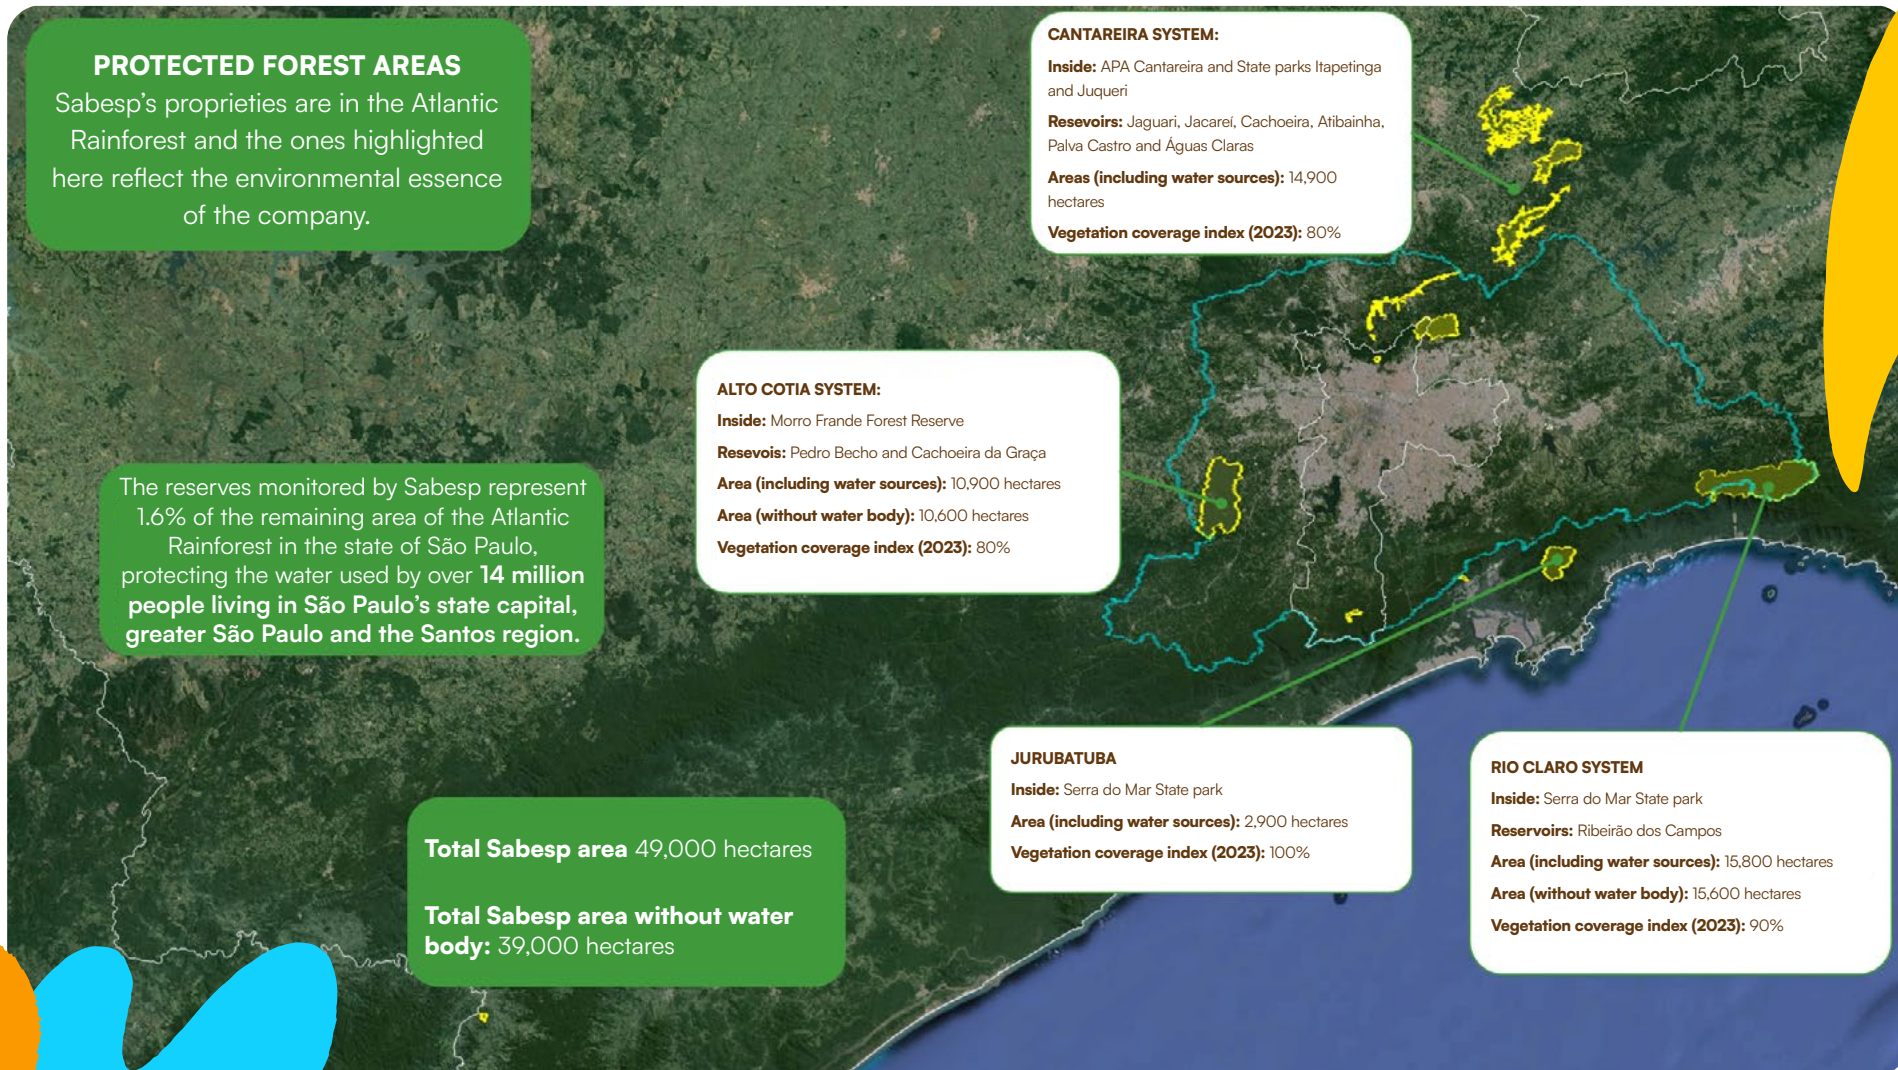 PROTECTED FOREST AREAS
Sabesp’s proprieties are in the Atlantic
Rainforest and the ones highlighted
here reflect the environmental essence
of the company.
CANTAREIRA SYSTEM:
Inside: APA Cantareira and State parks Itapetinga
and Juqueri
Resevoirs: Jaguari, Jacareí, Cachoeira, Atibainha,
Palva Castro and Águas Claras
Areas (including water sources): 14,900
hectares
Vegetation coverage index (2023): 80%
ALTO COTIA SYSTEM:
Inside: Morro Frande Forest Reserve
Resevois: Pedro Becho and Cachoeira da Graça
Area (including water sources): 10,900 hectares
Area (without water body): 10,600 hectares
Vegetation coverage index (2023): 80%
The reserves monitored by Sabesp represent
1.6% of the remaining area of the Atlantic
Rainforest in the state of São Paulo,
protecting the water used by over 14 million
people living in São Paulo’s state capital,
greater São Paulo and the Santos region.
JURUBATUBA
Inside: Serra do Mar State park
Area (including water sources): 2,900 hectares
Vegetation coverage index (2023): 100%
RIO CLARO SYSTEM
Inside: Serra do Mar State park
Reservoirs: Ribeirão dos Campos
Area (including water sources): 15,800 hectares
Area (without water body): 15,600 hectares
Vegetation coverage index (2023): 90%
Total Sabesp area 49,000 hectares
Total Sabesp area without water
body: 39,000 hectares